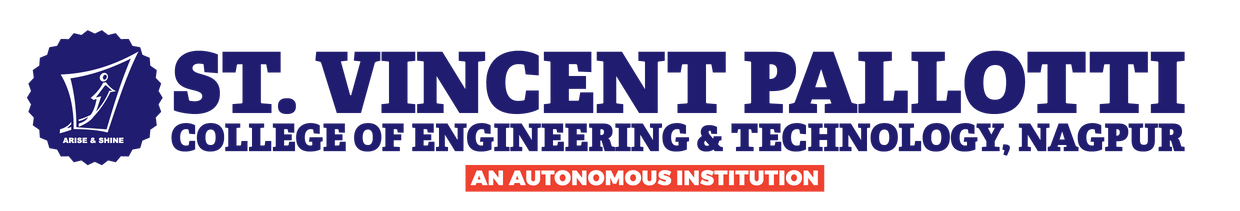 ARISE & SHINE
ST. VINCENT PALLOTTI
COLLEGE OF ENGINEERING & TECHNOLOGY, NAGPUR
AN AUTONOMOUS INSTITUTION